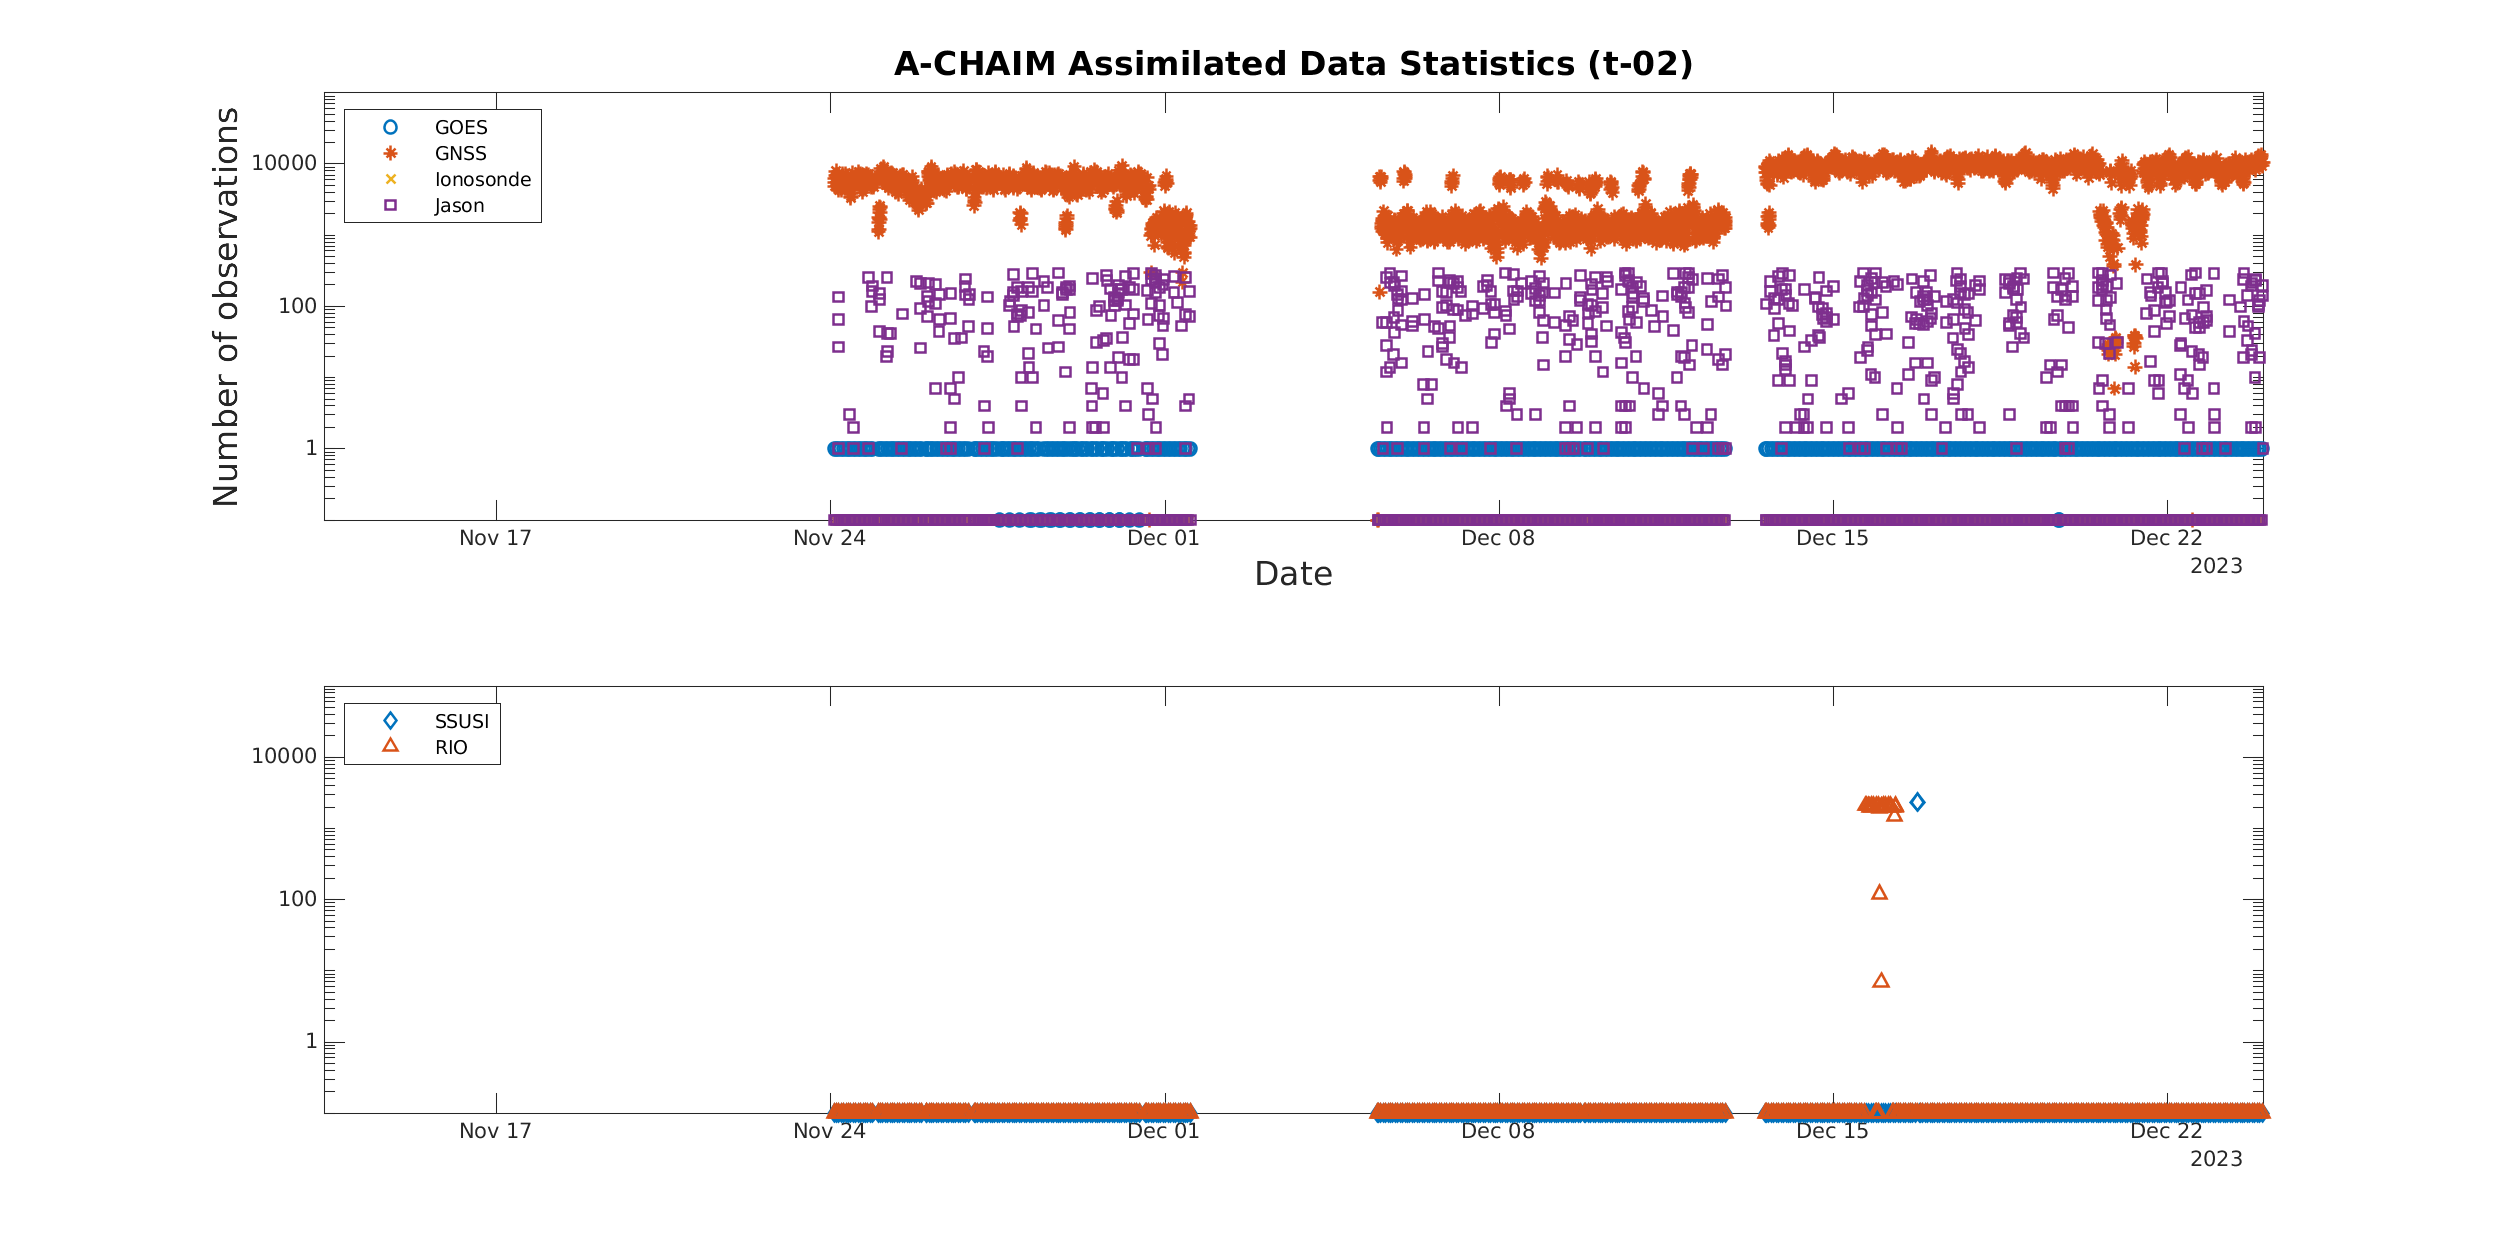 A-CHAIM Assimilated Data Statistics (t-02)
Number of observations
GOES
GNSS
Ionosonde
Jason
10000
100
1
Nov 17 Nov 24 Dec 01 Dec 08 Dec 15 Dec 22
2023
Date
SSUSI
RIO
10000
100
1
Nov 17 Nov 24 Dec 01 Dec 08 Dec 15 Dec 22
2023